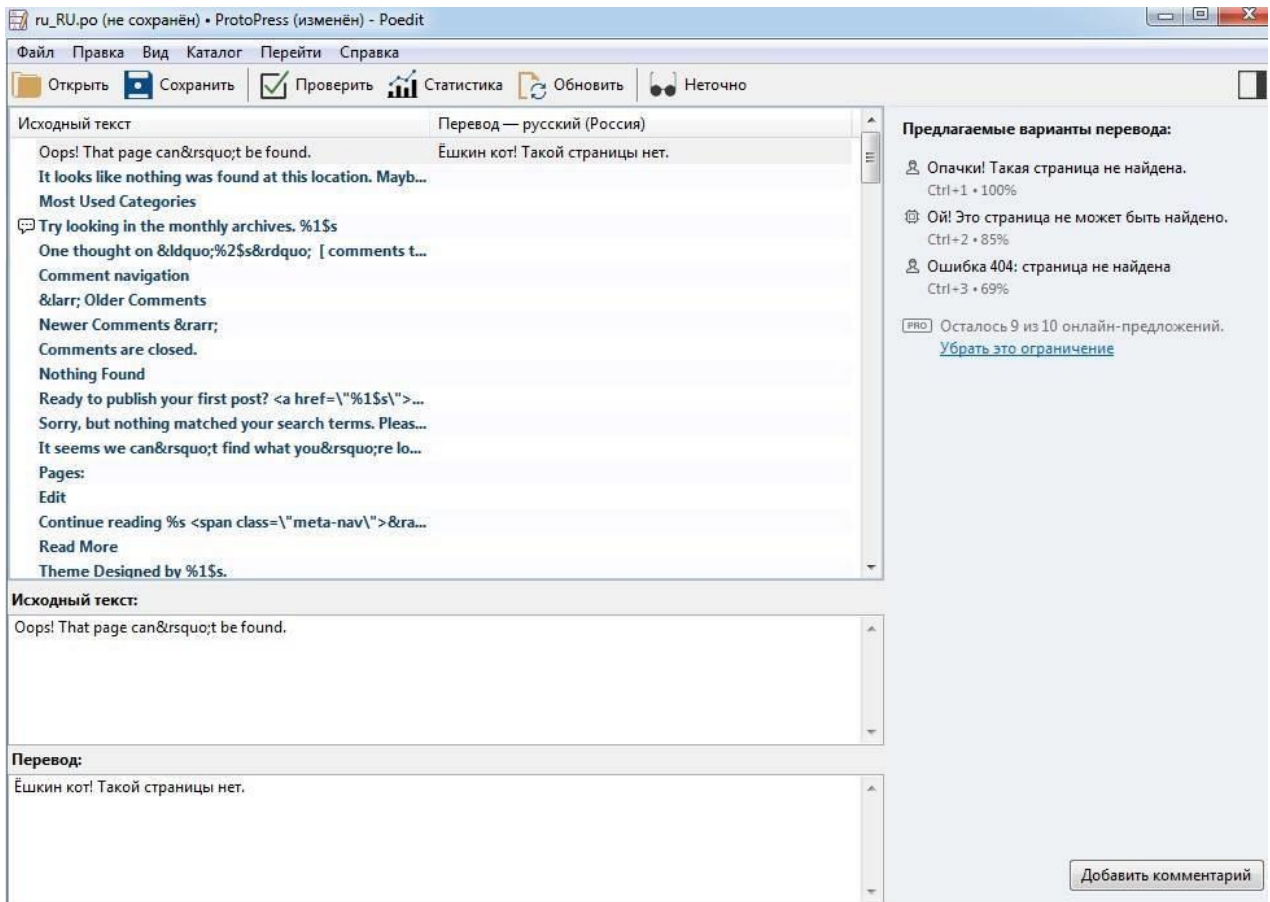 ru_RU.po (не сохранён) • ProtoPress (изменён) - Poedit
Файл Правка Вид Каталог Перейти Справка
Открыть Сохранить Проверить Статистика Обновить Неточно
Исходный текст Перевод — русский (Россия)
Oops! That page can&rsquo;t be found. Ёшкин кот! Такой страницы нет.
It looks like nothing was found at this location. Mayb...
Most Used Categories
Try looking in the monthly archives. %1$s
One thought on &ldquo;%2$s&rdquo; [ comments t...
Comment navigation
&larr; Older Comments
Newer Comments &rarr;
Comments are closed.
Nothing Found
Ready to publish your first post? <a href=\"%1$s\">...
Sorry, but nothing matched your search terms. Pleas...
It seems we can&rsquo;t find what you&rsquo;re lo...
Pages:
Edit
Continue reading %s <span class=\"meta-nav\">&ra...
Read More
Theme Designed by %1$s.
Исходный текст:
Oops! That page can&rsquo;t be found.
Перевод:
Ёшкин кот! Такой страницы нет.
Предлагаемые варианты перевода:
Опачки! Такая страница не найдена.
Ctrl+1 • 100%
Ой! Это страница не может быть найдено.
Ctrl+2 • 85%
Ошибка 404: страница не найдена
Ctrl+3 • 69%
PRO Осталось 9 из 10 онлайн-предложений.
Убрать это ограничение
Добавить комментарий